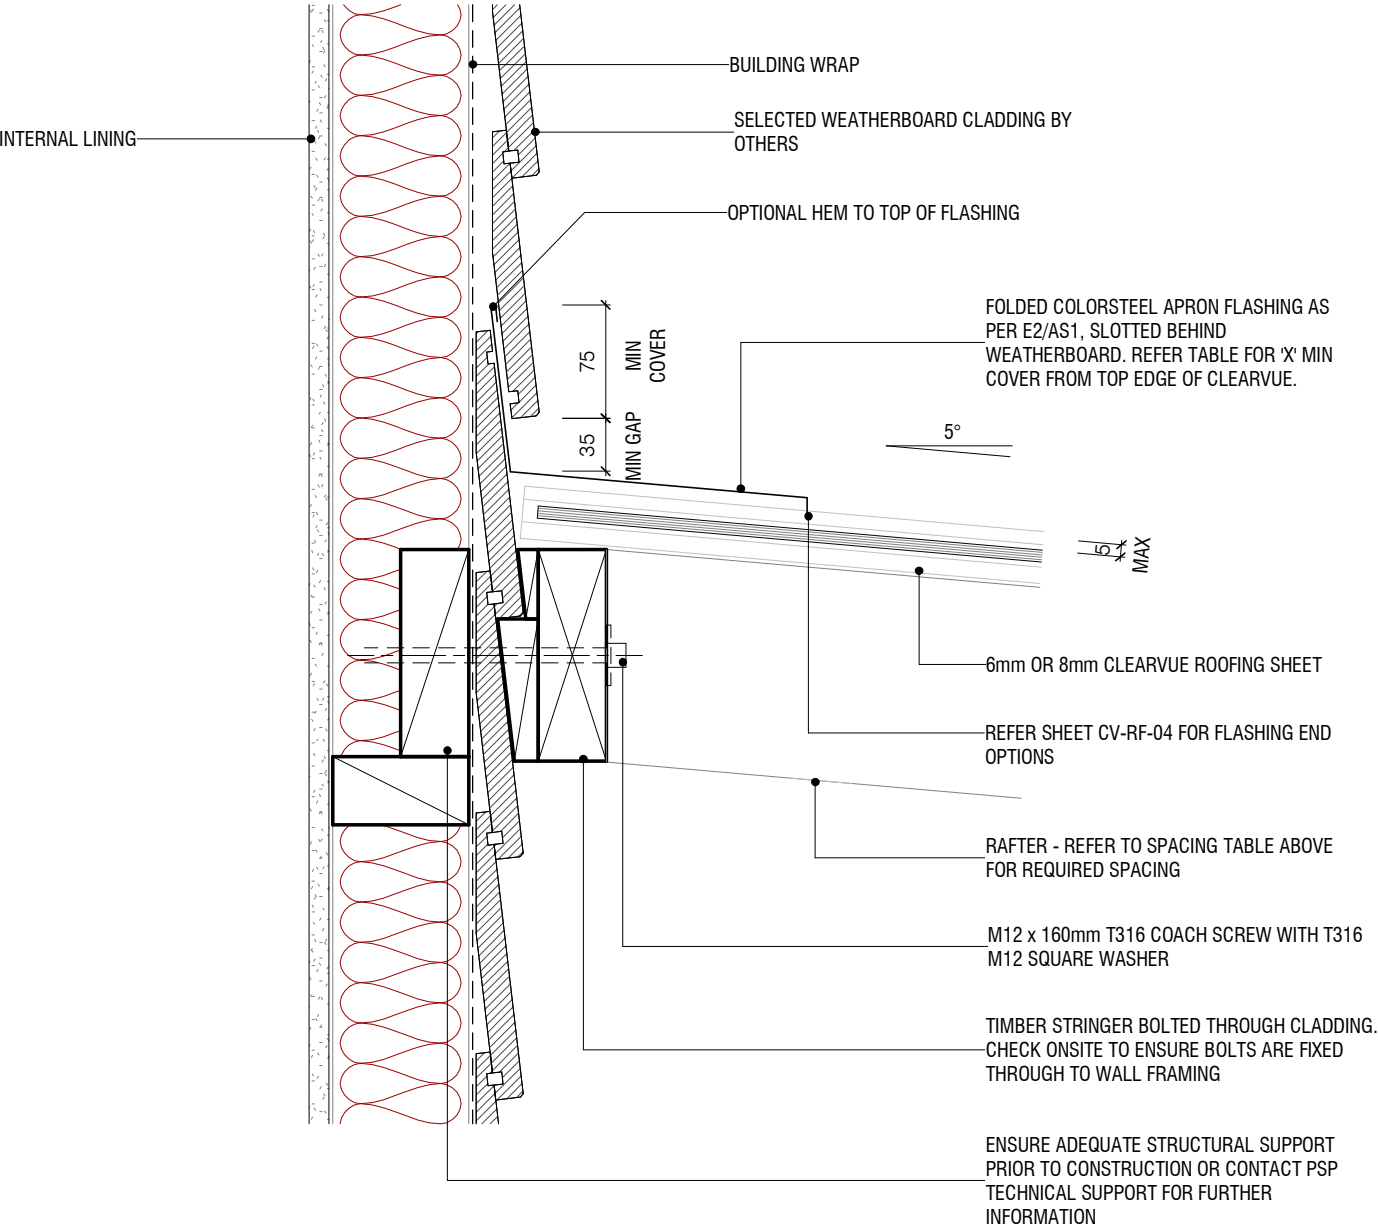 BUILDING WRAP
SELECTED WEATHERBOARD CLADDING BY
OTHERS
INTERNAL LINING
OPTIONAL HEM TO TOP OF FLASHING
FOLDED COLORSTEEL APRON FLASHING AS
PER E2/AS1, SLOTTED BEHIND
WEATHERBOARD. REFER TABLE FOR 'X' MIN
COVER FROM TOP EDGE OF CLEARVUE.
75
MIN
COVER
35
MIN GAP
5°
5
MAX
6mm OR 8mm CLEARVUE ROOFING SHEET
REFER SHEET CV-RF-04 FOR FLASHING END
OPTIONS
RAFTER - REFER TO SPACING TABLE ABOVE
FOR REQUIRED SPACING
M12 x 160mm T316 COACH SCREW WITH T316
M12 SQUARE WASHER
TIMBER STRINGER BOLTED THROUGH CLADDING.
CHECK ONSITE TO ENSURE BOLTS ARE FIXED
THROUGH TO WALL FRAMING
ENSURE ADEQUATE STRUCTURAL SUPPORT
PRIOR TO CONSTRUCTION OR CONTACT PSP
TECHNICAL SUPPORT FOR FURTHER
INFORMATION